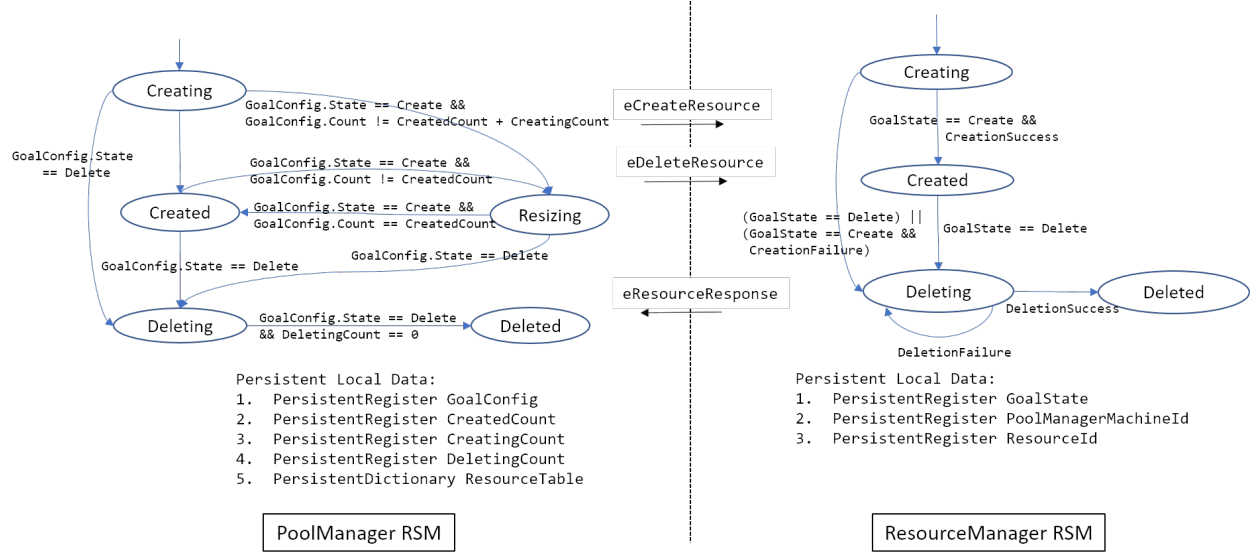 Creating
GoalConfig.State == Create &&
GoalConfig.Count != CreatedCount + CreatingCount
GoalConfig.State
== Delete
GoalConfig.State == Create &&
GoalConfig.Count != CreatedCount
Created
GoalConfig.State == Create &&
GoalConfig.Count == CreatedCount
Resizing
GoalConfig.State == Delete
GoalConfig.State == Delete
Deleting
GoalConfig.State == Delete
&& DeletingCount == 0
Deleted
Persistent Local Data:
1. PersistentRegister GoalConfig
2. PersistentRegister CreatedCount
3. PersistentRegister CreatingCount
4. PersistentRegister DeletingCount
5. PersistentDictionary ResourceTable
PoolManager RSM
eCreateResource
eDeleteResource
eResourceResponse
Creating
GoalState == Create &&
CreationSuccess
Created
(GoalState == Delete) ||
(GoalState == Create &&
CreationFailure)
GoalState == Delete
Deleting
Deleted
DeletionSuccess
DeletionFailure
Persistent Local Data:
1. PersistentRegister GoalState
2. PersistentRegister PoolManagerMachineId
3. PersistentRegister ResourceId
ResourceManager RSM